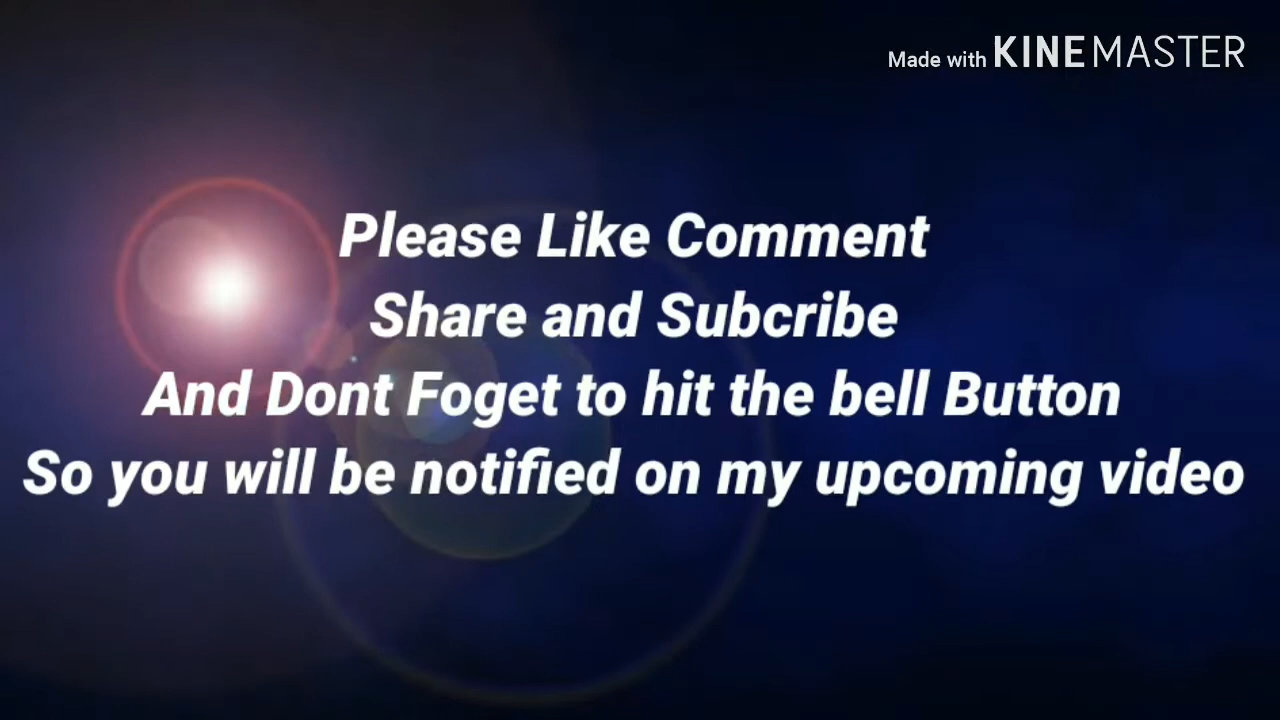 Made with KINEMASTER
Please Like Comment
Share and Subcribe
And Dont Foget to hit the bell Button
So you will be notified on my upcoming video